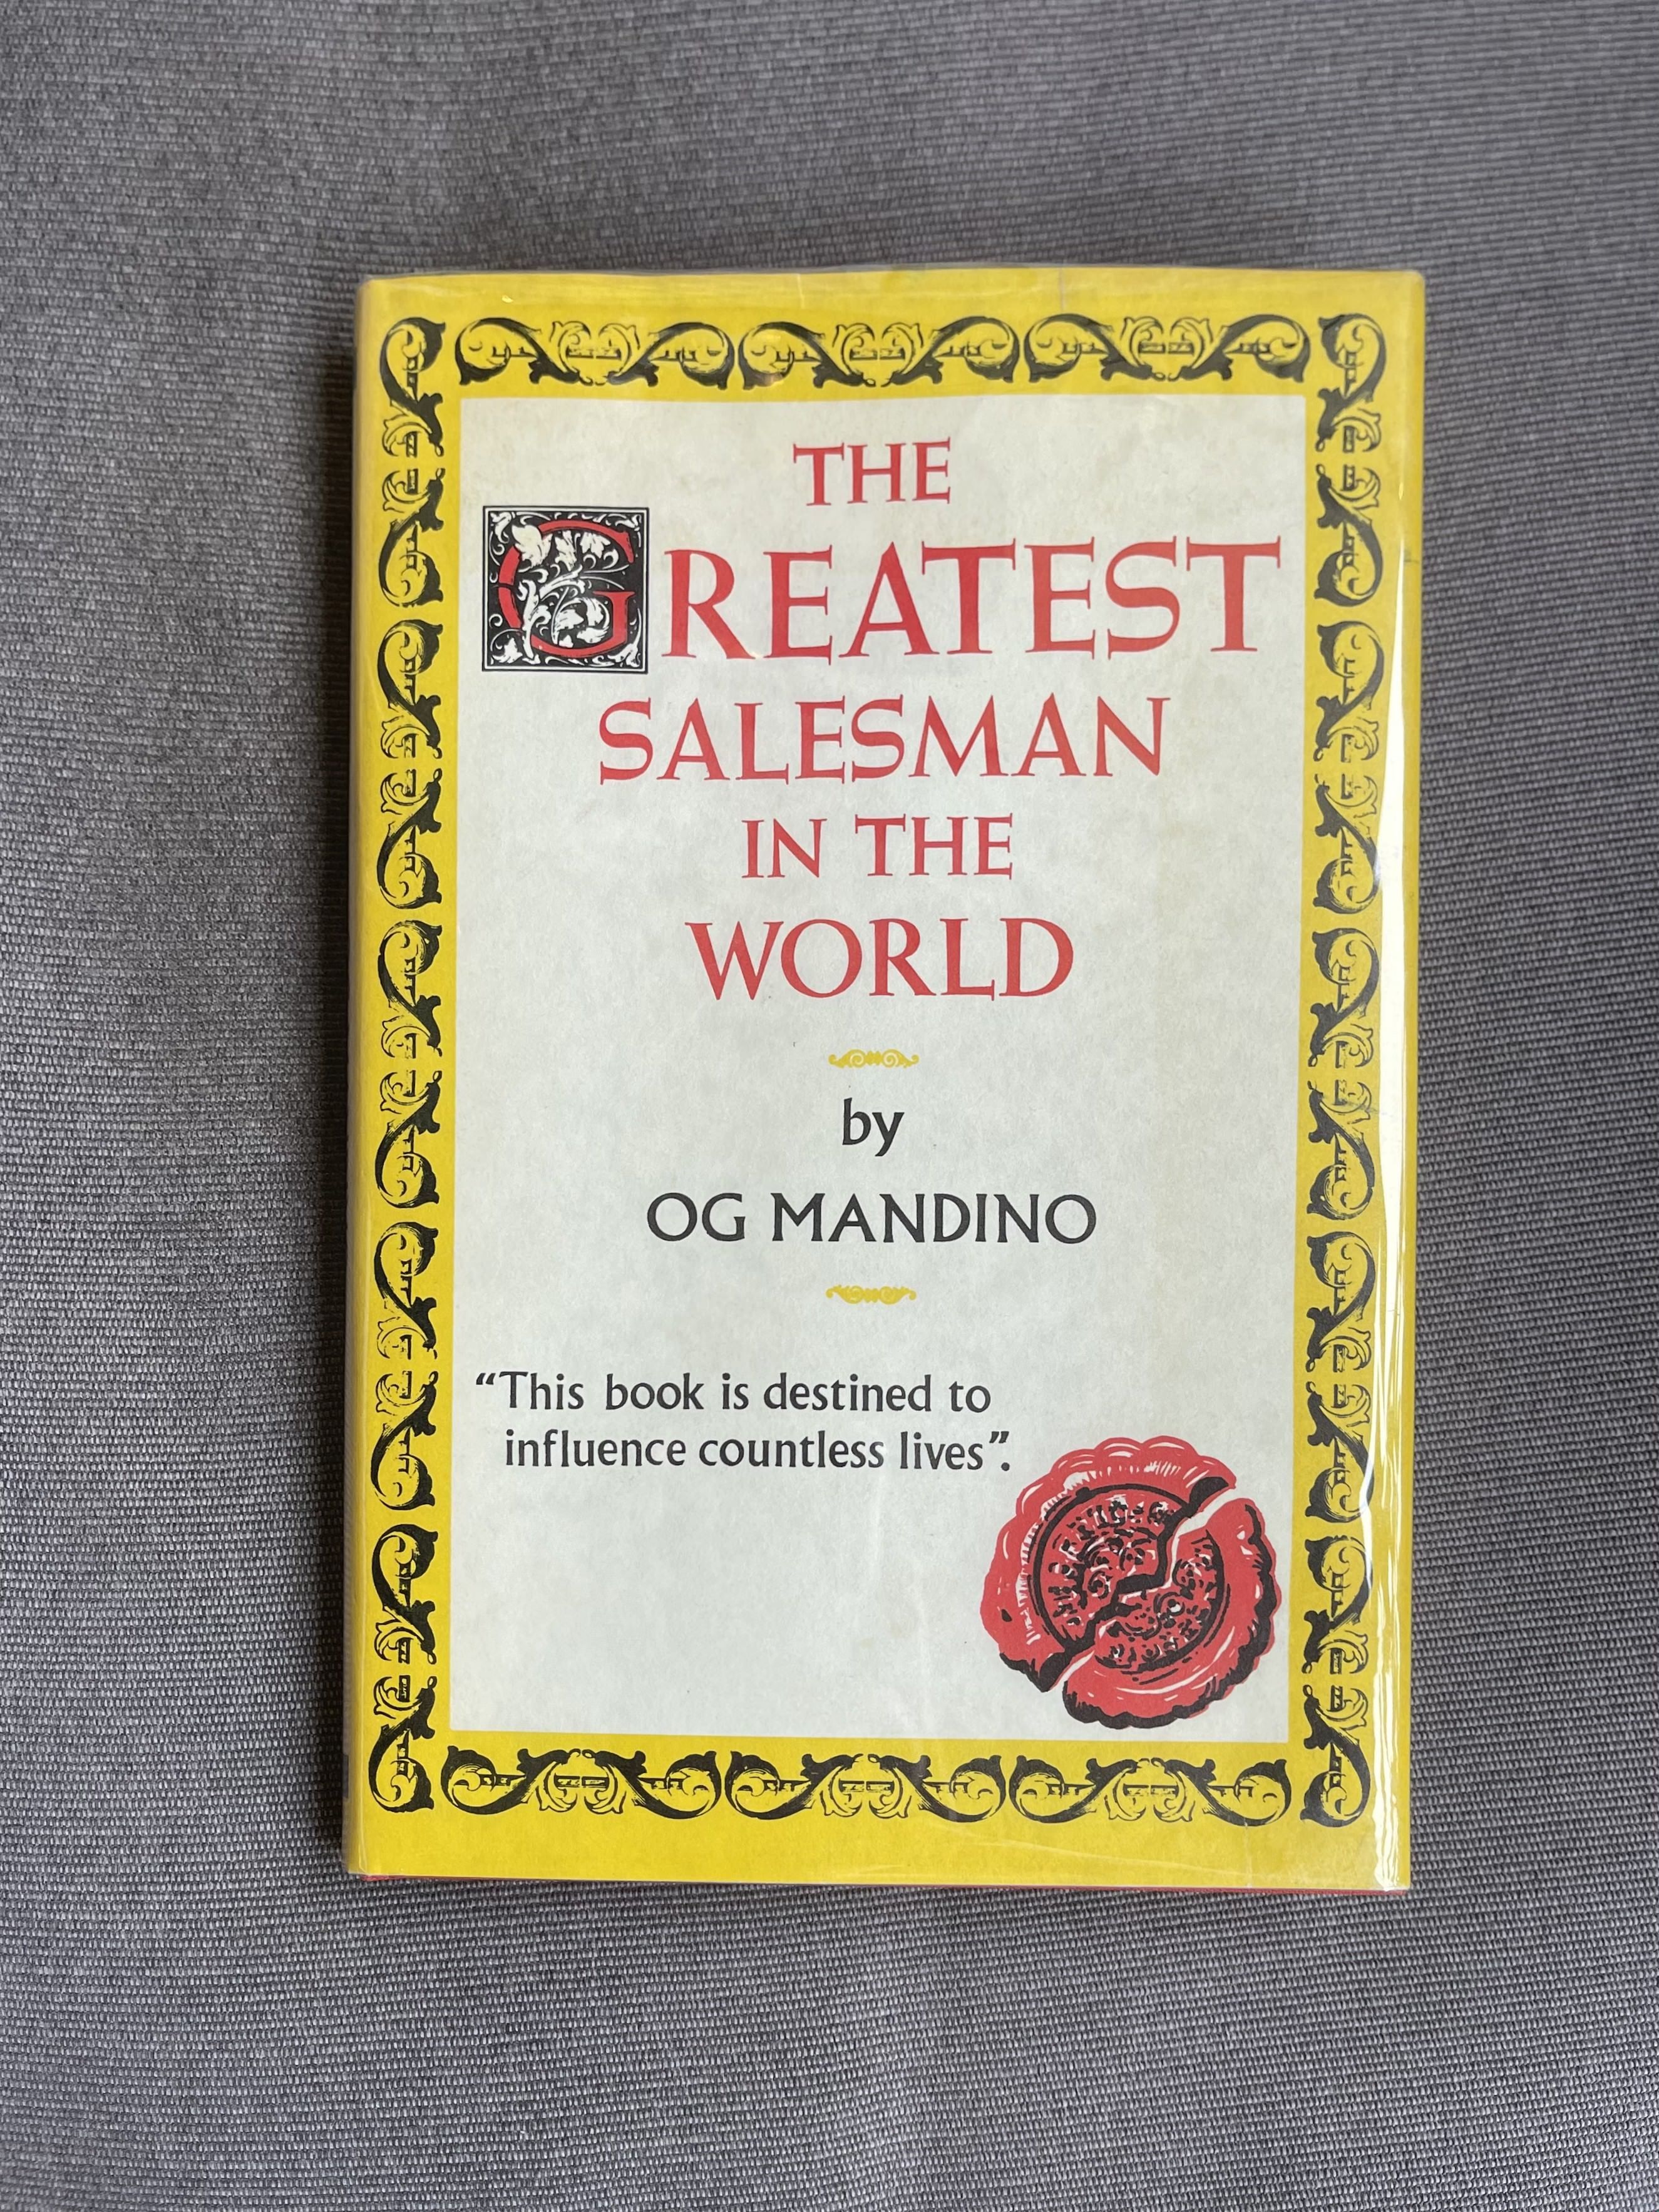 THE
GREATEST
SALESMAN
IN THE
WORLD
by
OG MANDINO
“This book is destined to
influence countless lives”.